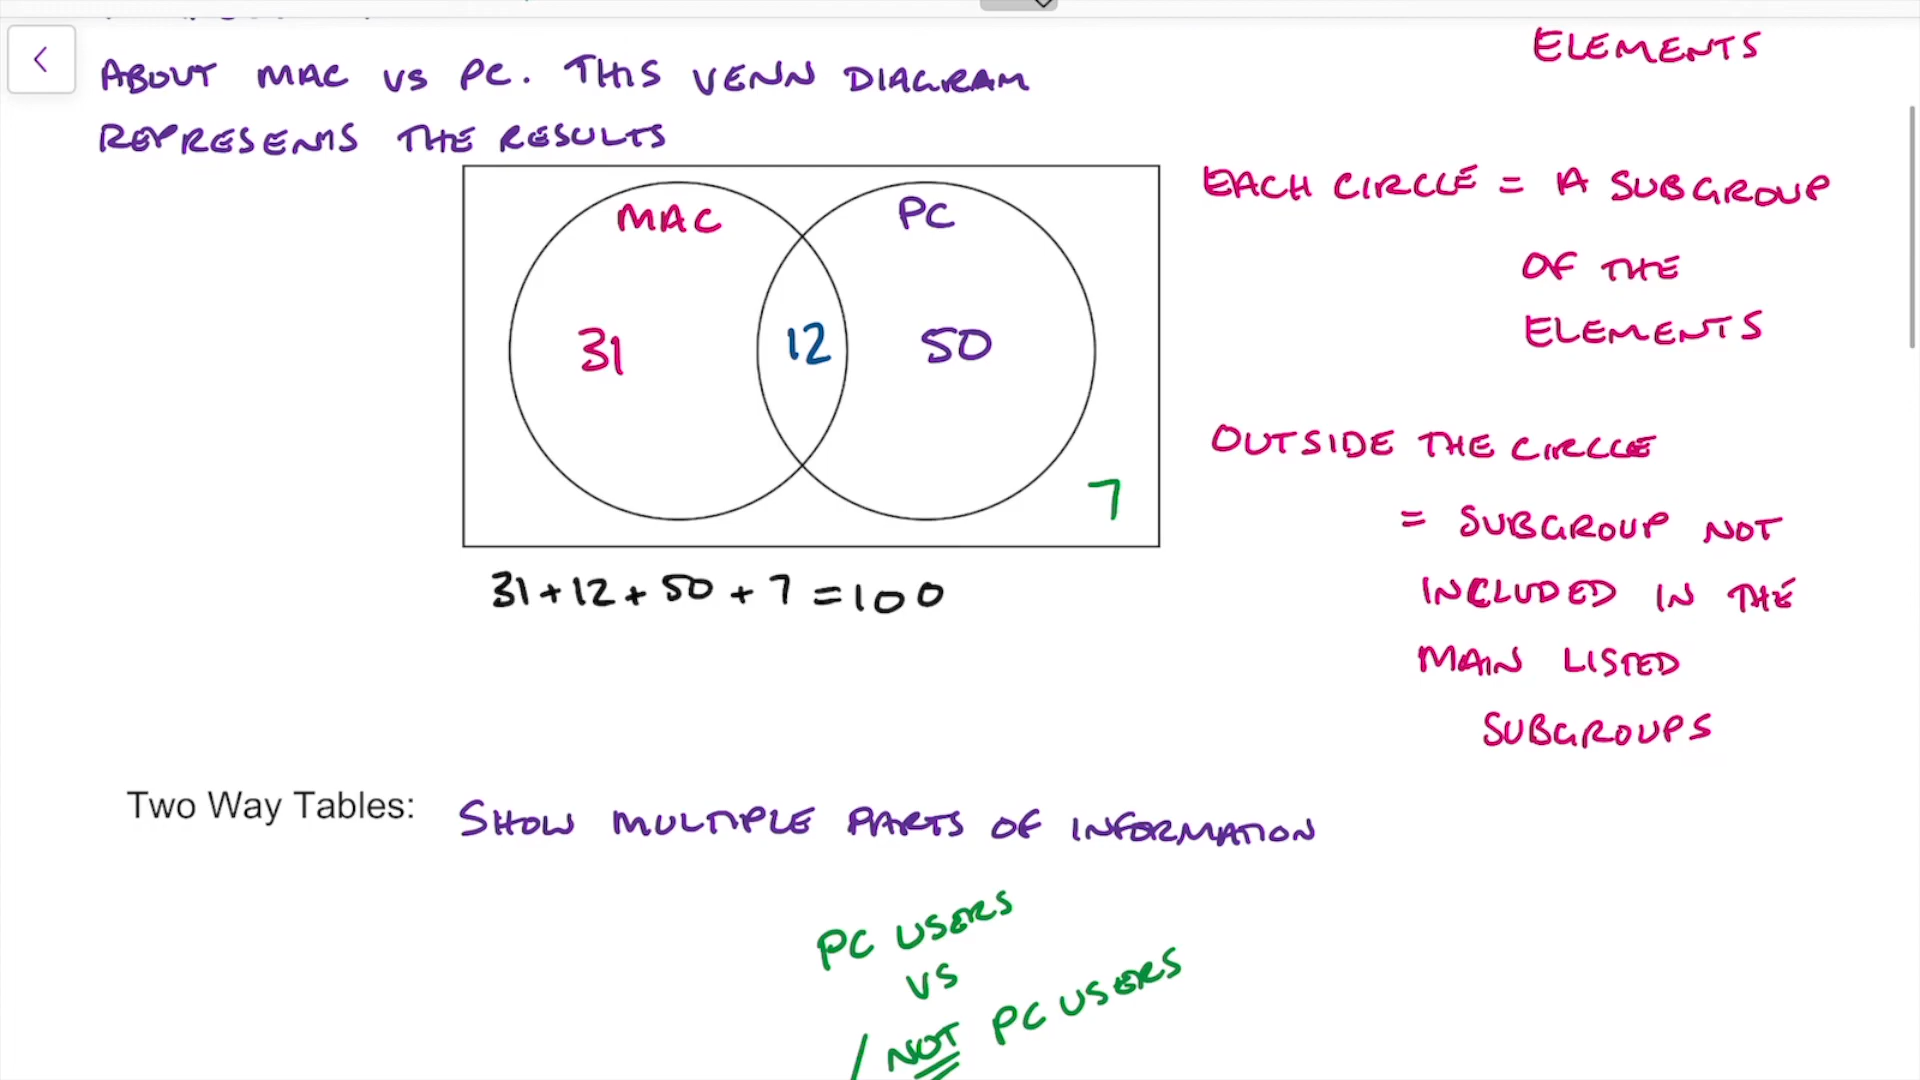 ABOUT MAC VS PC. THIS VENN DIAGRAM
REPRESENTS THE RESULTS
MAC
PC
31
12
50
7
31+12+50+7=100
ELEMENTS
EACH CIRCLE = A SUBGROUP
OF THE
ELEMENTS
OUTSIDE THE CIRCLE
= SUBGROUP NOT
INCLUDED IN THE
MAIN LISTED
SUBGROUPS
Two Way Tables: SHOW MULTIPLE PARTS OF INFORMATION
PC USERS
VS
NOT PC USERS